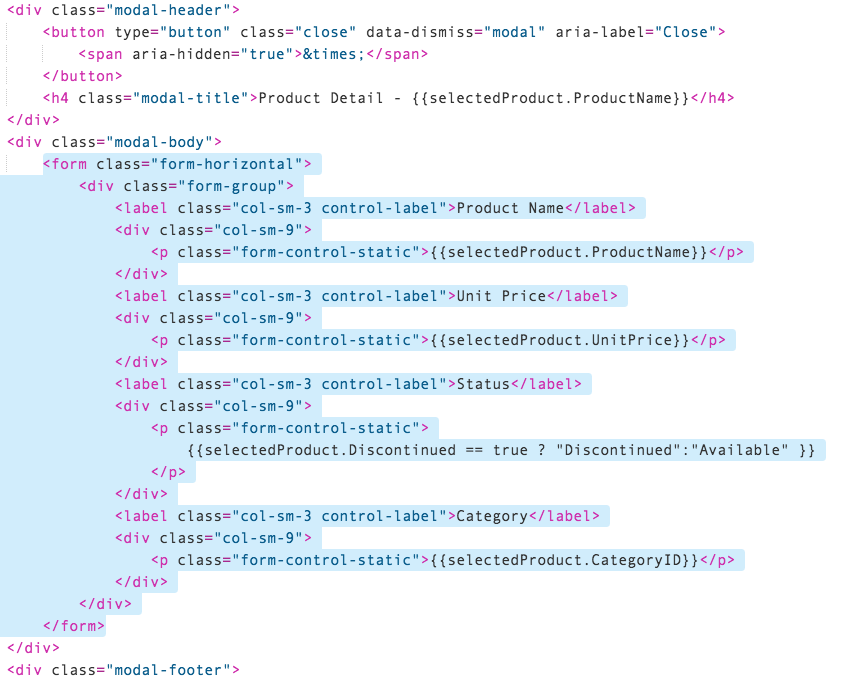 <div class="modal-header">
    <button type="button" class="close" data-dismiss="modal" aria-label="Close">
        <span aria-hidden="true">&times;</span>
    </button>
    <h4 class="modal-title">Product Detail - {{selectedProduct.ProductName}}</h4>
</div>
<div class="modal-body">
    <form class="form-horizontal">
        <div class="form-group">
            <label class="col-sm-3 control-label">Product Name</label>
            <div class="col-sm-9">
                <p class="form-control-static">{{selectedProduct.ProductName}}</p>
            </div>
            <label class="col-sm-3 control-label">Unit Price</label>
            <div class="col-sm-9">
                <p class="form-control-static">{{selectedProduct.UnitPrice}}</p>
            </div>
            <label class="col-sm-3 control-label">Status</label>
            <div class="col-sm-9">
                <p class="form-control-static">
                    {{selectedProduct.Discontinued == true ? "Discontinued":"Available" }}
                </p>
            </div>
            <label class="col-sm-3 control-label">Category</label>
            <div class="col-sm-9">
                <p class="form-control-static">{{selectedProduct.CategoryID}}</p>
            </div>
        </div>
    </form>
</div>
<div class="modal-footer">